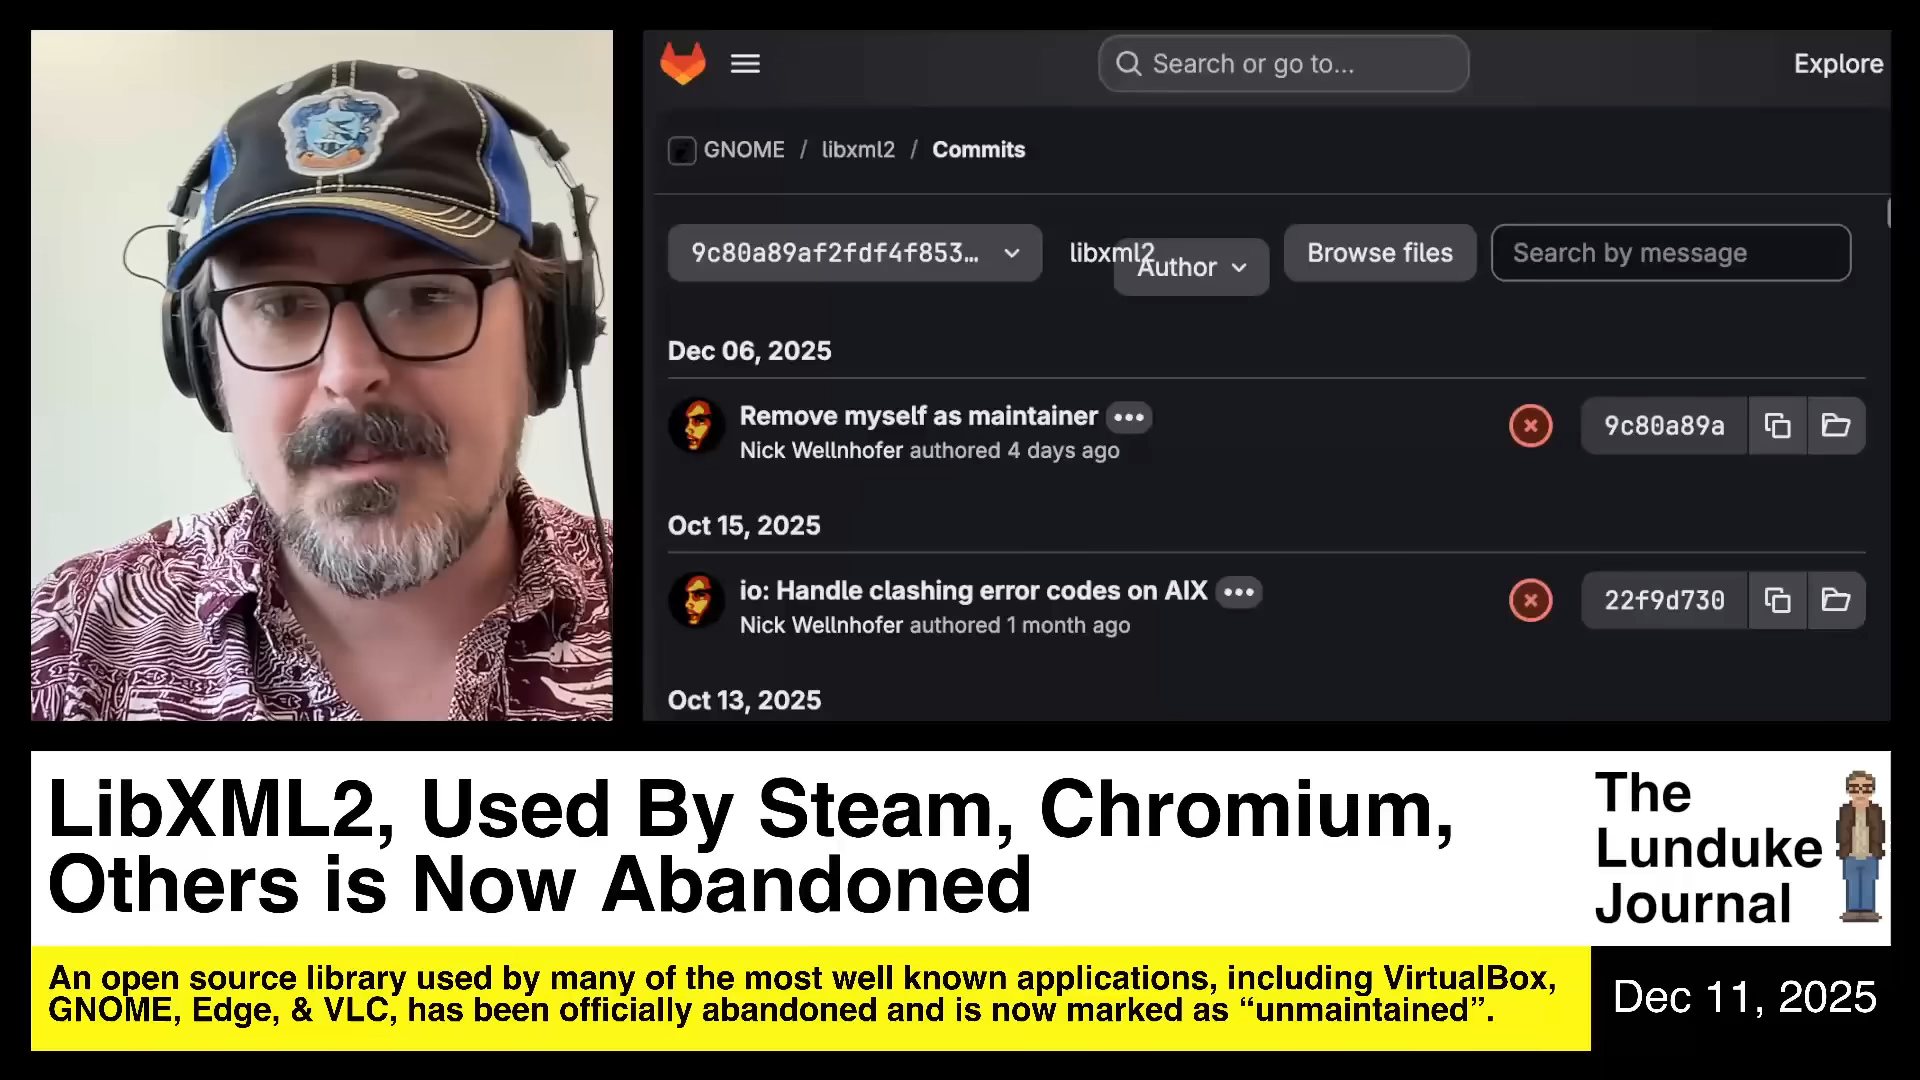 Search or go to...
Explore
GNOME / libxml2 / Commits
9c80a89af2fdf4f853…
libxml2
Author
Browse files
Search by message
Dec 06, 2025
Remove myself as maintainer
Nick Wellnhofer authored 4 days ago
9c80a89a
Oct 15, 2025
io: Handle clashing error codes on AIX
Nick Wellnhofer authored 1 month ago
22f9d730
Oct 13, 2025
LibXML2, Used By Steam, Chromium,
Others is Now Abandoned
The
Lunduke
Journal
An open source library used by many of the most well known applications, including VirtualBox,
GNOME, Edge, & VLC, has been officially abandoned and is now marked as “unmaintained”.
Dec 11, 2025